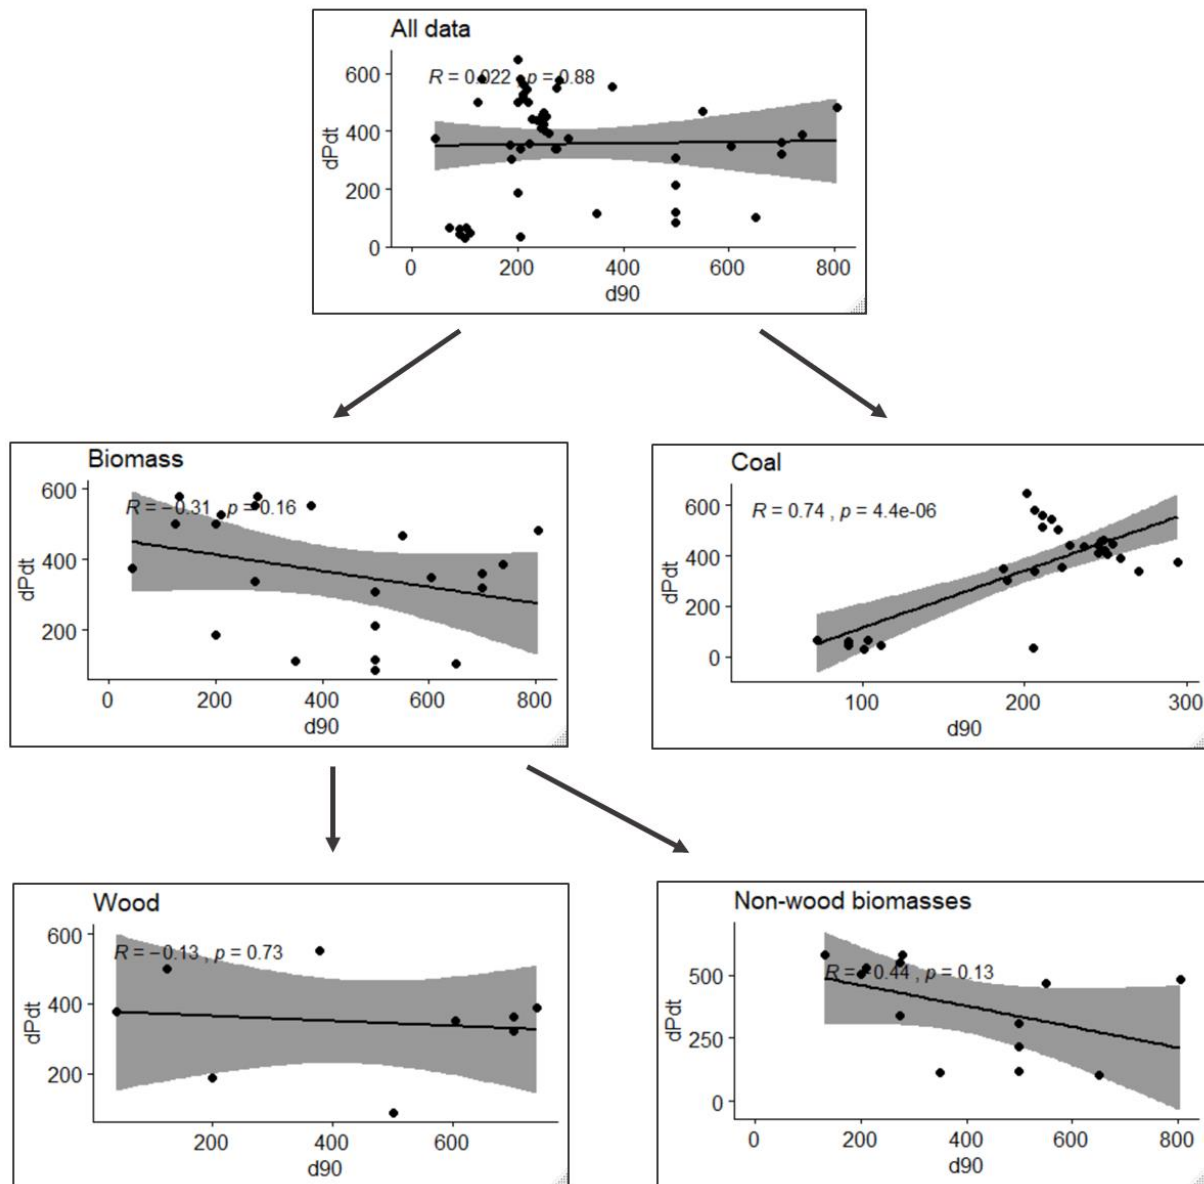 All data
R = 0.022 , p = 0.88
600
400
200
0
dPdt
0 200 400 600 800
d90
Biomass
R = −0.31 , p = 0.16
600
400
200
dPdt
0 200 400 600 800
d90
Coal
R = 0.74 , p = 4.4e-06
600
400
200
0
dPdt
100 200 300
d90
Wood
R = −0.13 , p = 0.73
600
400
200
dPdt
200 400 600
d90
Non-wood biomasses
R = −0.44 , p = 0.13
500
250
0
dPdt
0 200 400 600 800
d90